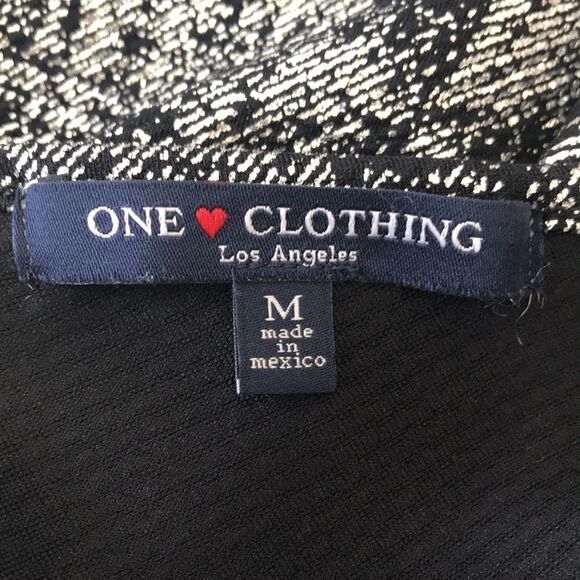 ONE ♥ CLOTHING
Los Angeles
M
made
in
mexico